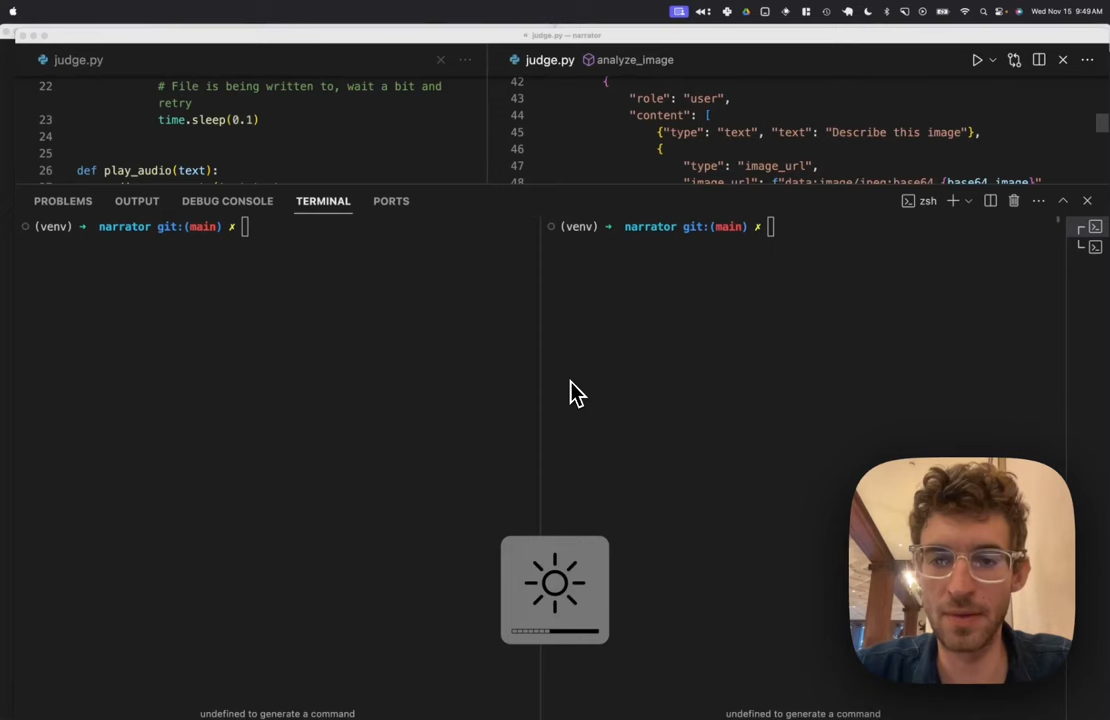 Wed Nov 15 9:49 AM
judge.py — narrator
judge.py
22 # File is being written to, wait a bit and
retry
23 time.sleep(0.1)
24
25
26 def play_audio(text):
judge.py analyze_image
42 {
43 "role": "user",
44 "content": [
45 {"type": "text", "text": "Describe this image"},
46 {
47 "type": "image_url",
48 "image_url": f"data:image/jpeg;base64,{base64_image}"
PROBLEMS OUTPUT DEBUG CONSOLE TERMINAL PORTS
zsh
(venv) ➜ narrator git:(main) ✗
(venv) ➜ narrator git:(main) ✗
undefined to generate a command
undefined to generate a command